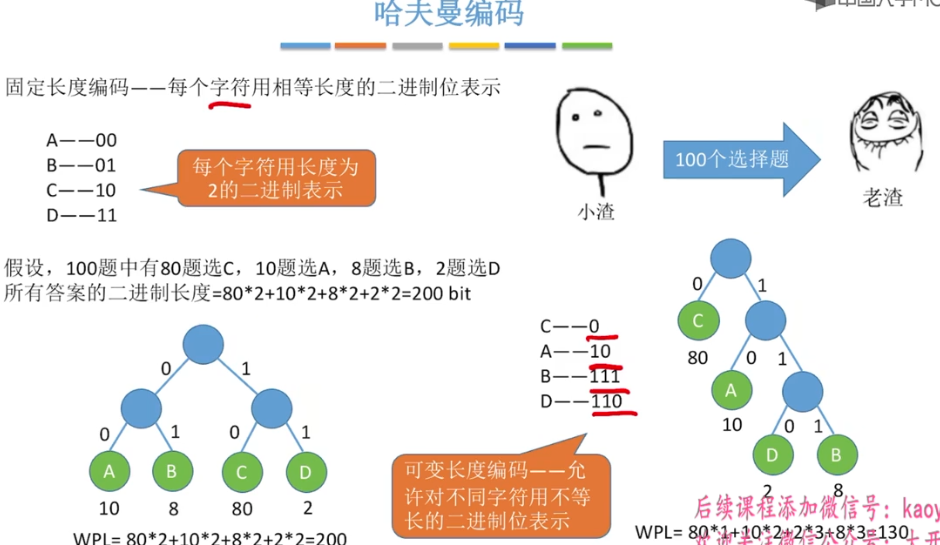 哈夫曼编码
固定长度编码——每个字符用相等长度的二进制位表示
A——00
B——01
C——10
D——11
每个字符用长度为
2的二进制表示
100个选择题
小渣
老渣
假设，100题中有80题选C，10题选A，8题选B，2题选D
所有答案的二进制长度=80*2+10*2+8*2+2*2=200 bit
0
1
0
1
0
1
A
B
C
D
10
8
80
2
WPL= 80*2+10*2+8*2+2*2=200
C——0
A——10
B——111
D——110
可变长度编码——允
许对不同字符用不等
长的二进制位表示
0
1
C
80
0
1
A
10
0
1
D
B
2
8
后续课程添加微信号：kaoy
WPL= 80*1+10*2+2*3+8*3=130